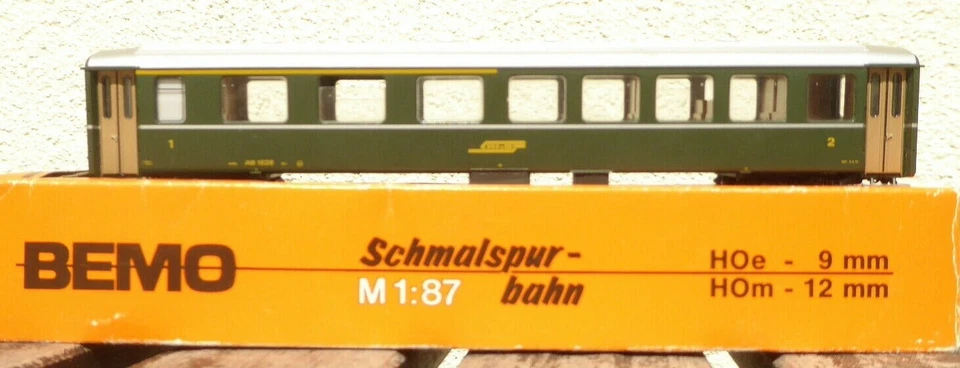 1
2
BEMO
Schmalspur-
bahn
M 1:87
HOe - 9 mm
HOm - 12 mm